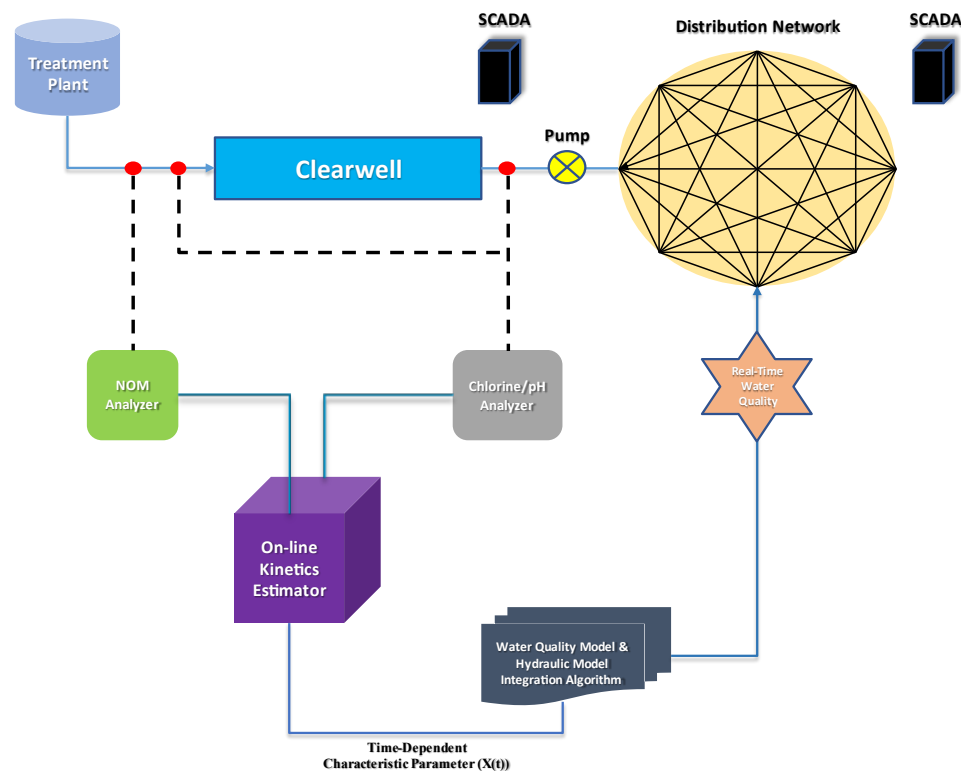 SCADA
Distribution Network
SCADA
Treatment
Plant
Pump
Clearwell
NOM
Analyzer
Chlorine/pH
Analyzer
Real-Time
Water
Quality
On-line
Kinetics
Estimator
Water Quality Model &
Hydraulic Model
Integration Algorithm
Time-Dependent
Characteristic Parameter (X(t))